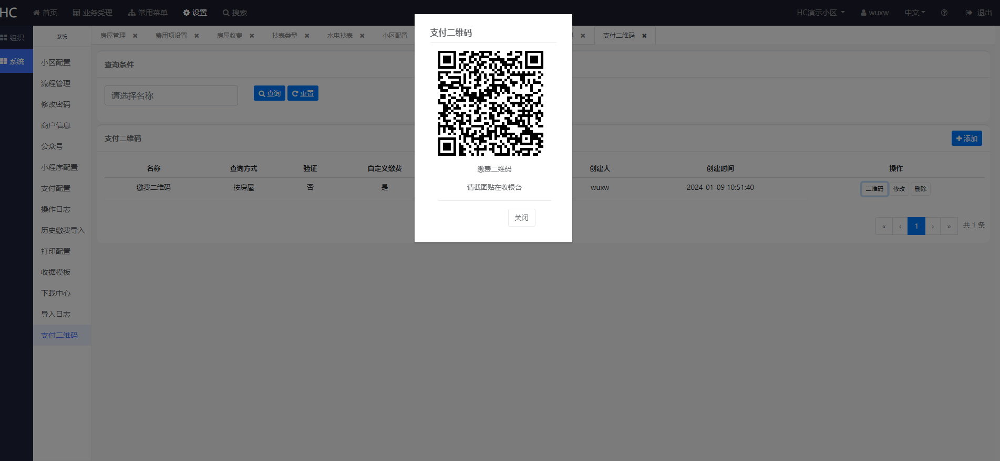 HC 首页 业务受理 常用菜单 设置 搜索 HC演示小区 wuxw 中文 退出
组织
系统
系统
房屋管理 费用项设置 房屋收费 抄表类型 水电抄表 小区配置 支付二维码
小区配置
流程管理
修改密码
商户信息
公众号
小程序配置
支付配置
操作日志
历史缴费导入
打印配置
收据模板
下载中心
导入日志
支付二维码
查询条件
请选择名称 查询 重置
支付二维码 添加
名称 查询方式 验证 自定义缴费 创建人 创建时间 操作
缴费二维码 按房屋 否 是 wuxw 2024-01-09 10:51:40 二维码 修改 删除
« ‹ 1 › » 共 1 条
支付二维码
缴费二维码
请截图贴在收银台
关闭